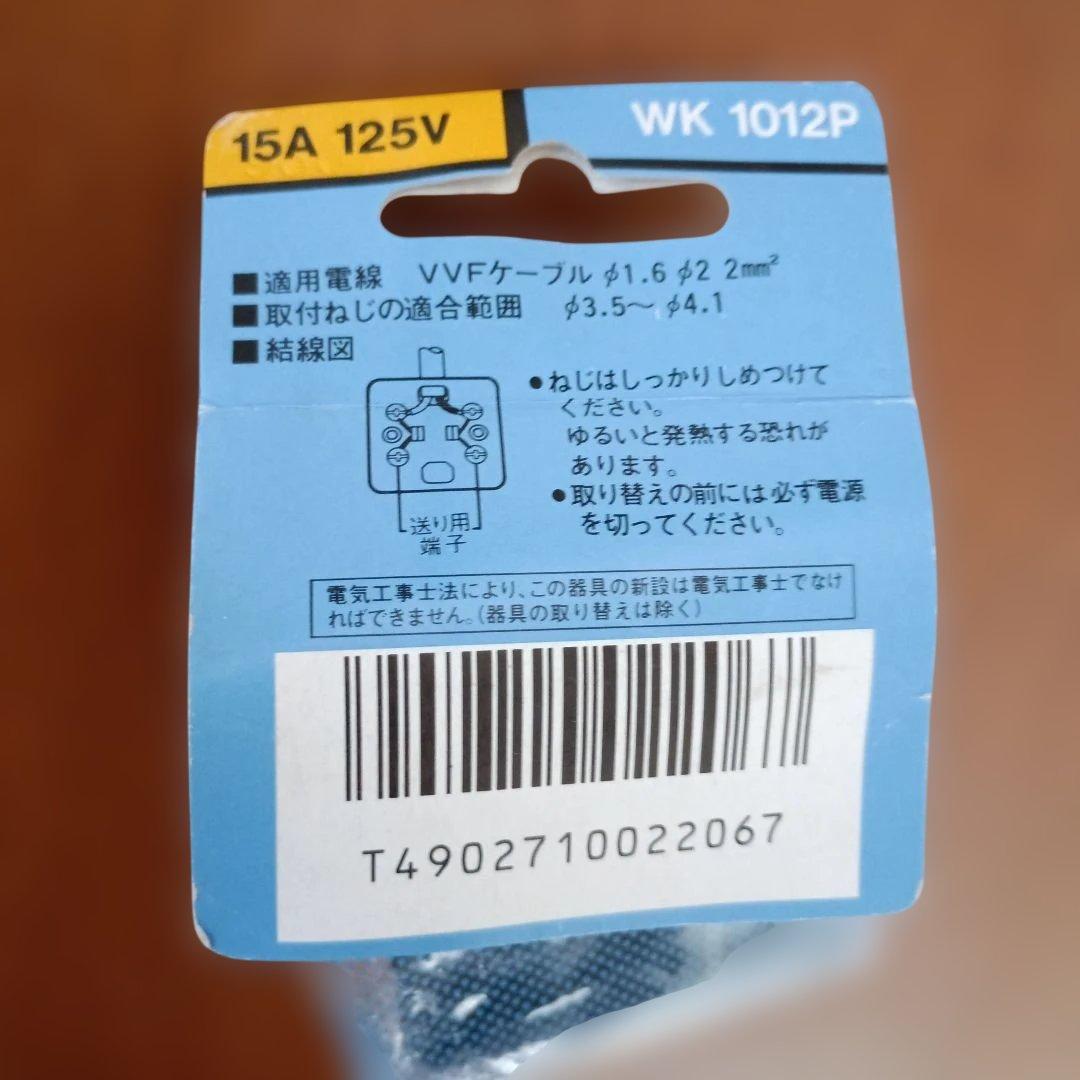 15A 125V WK 1012P
■適用電線 VVFケーブル φ1.6 φ2 2mm²
■取付ねじの適合範囲 φ3.5〜φ4.1
■結線図
●ねじはしっかりしめつけて
ください。
ゆるいと発熱する恐れが
あります。
●取り替えの前には必ず電源
を切ってください。
送り用
端子
電気工事士法により、この器具の新設は電気工事士でなけ
ればできません。(器具の取り替えは除く)
T4902710022067